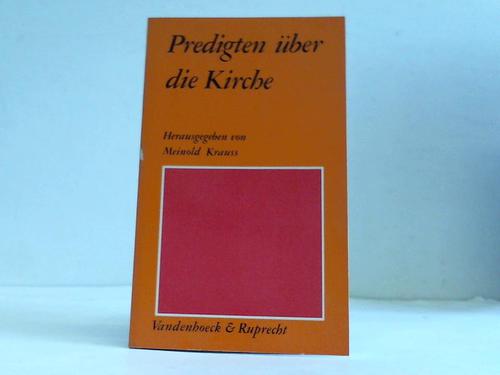 Predigten über
die Kirche
Herausgegeben von
Meinold Krauss
Vandenhoeck & Ruprecht